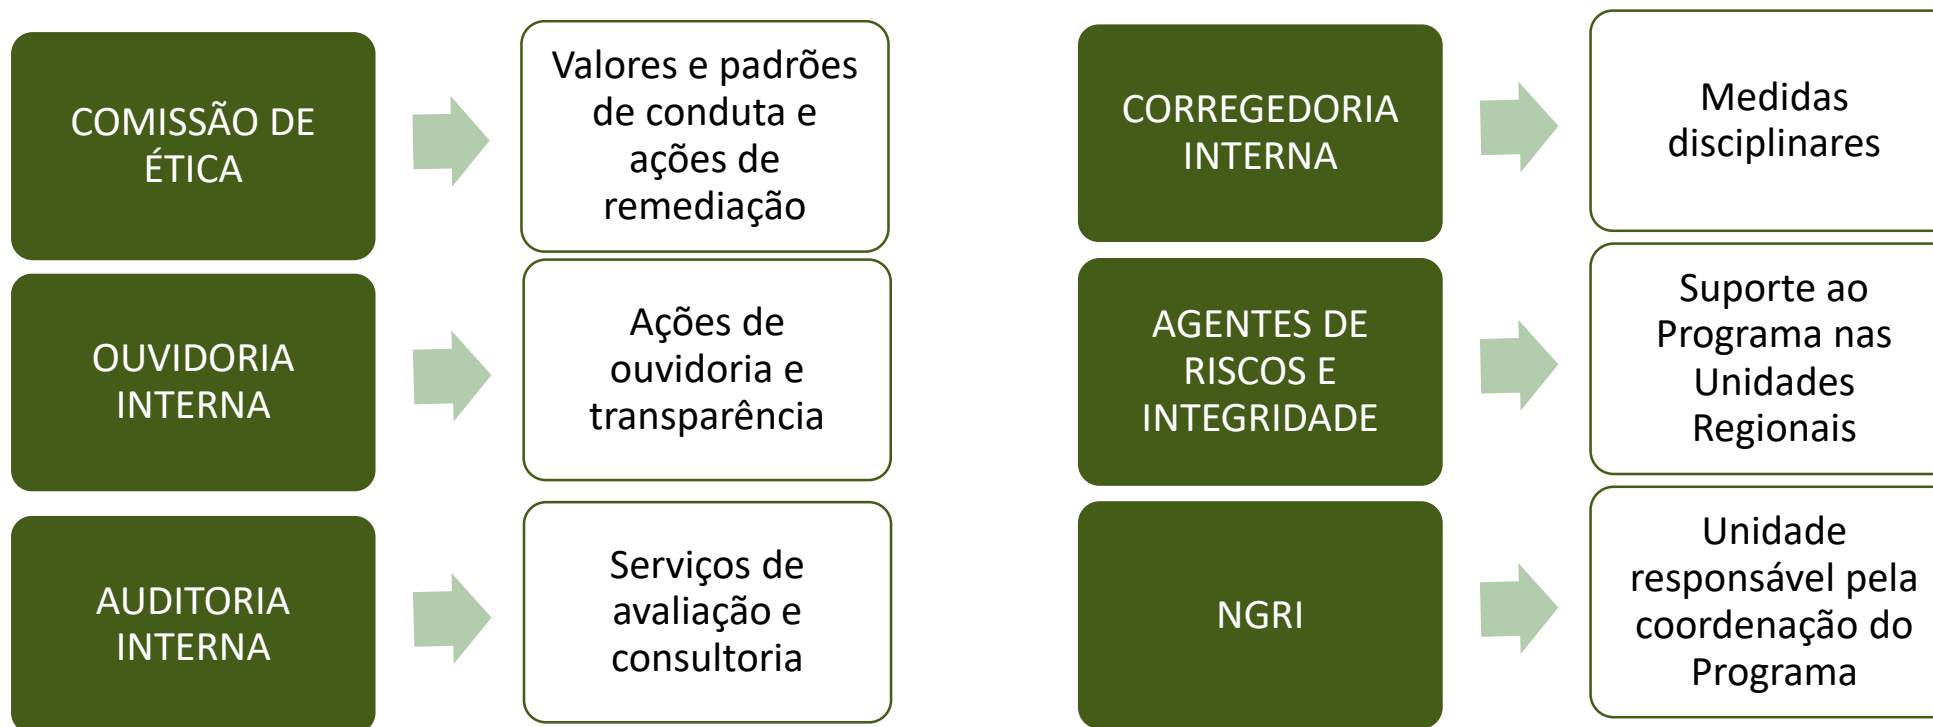 COMISSÃO DE
ÉTICA
Valores e padrões
de conduta e
ações de
remediação
OUVIDORIA
INTERNA
Ações de
ouvidoria e
transparência
AUDITORIA
INTERNA
Serviços de
avaliação e
consultoria
CORREGEDORIA
INTERNA
Medidas
disciplinares
AGENTES DE
RISCOS E
INTEGRIDADE
Suporte ao
Programa nas
Unidades
Regionais
NGRI
Unidade
responsável pela
coordenação do
Programa